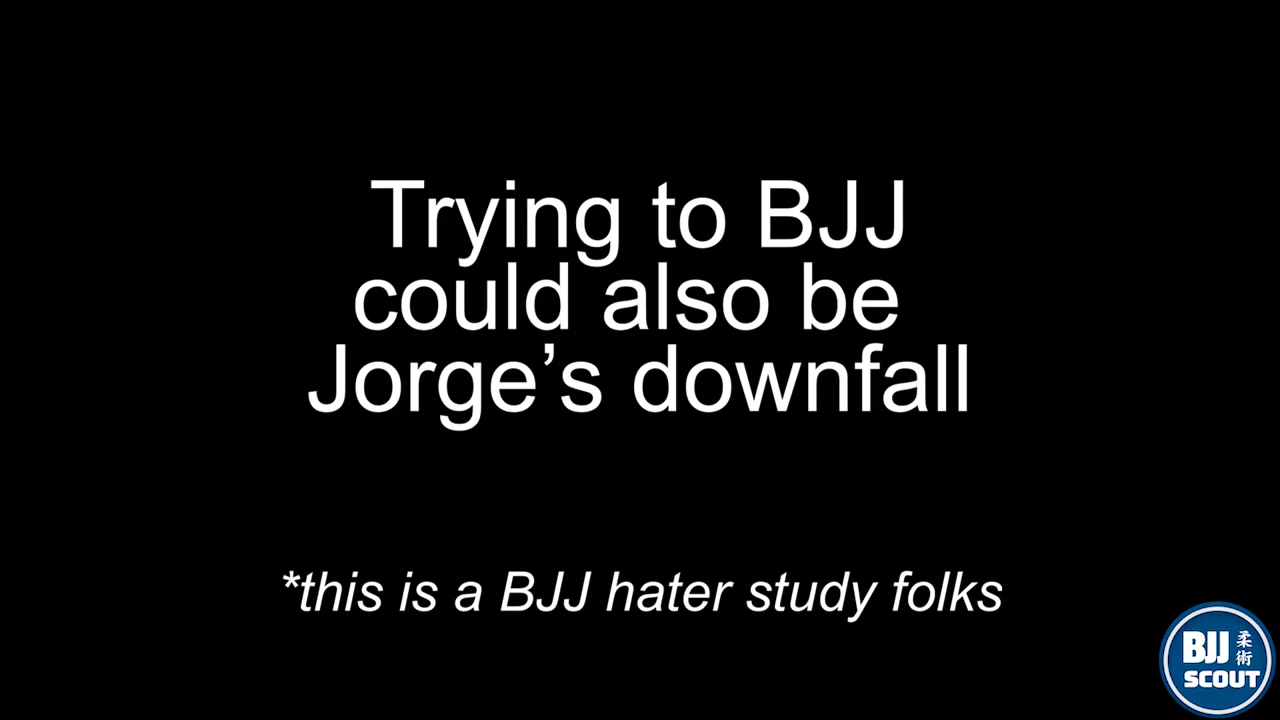 Trying to BJJ
could also be
Jorge’s downfall
*this is a BJJ hater study folks
BJJ 柔術
SCOUT